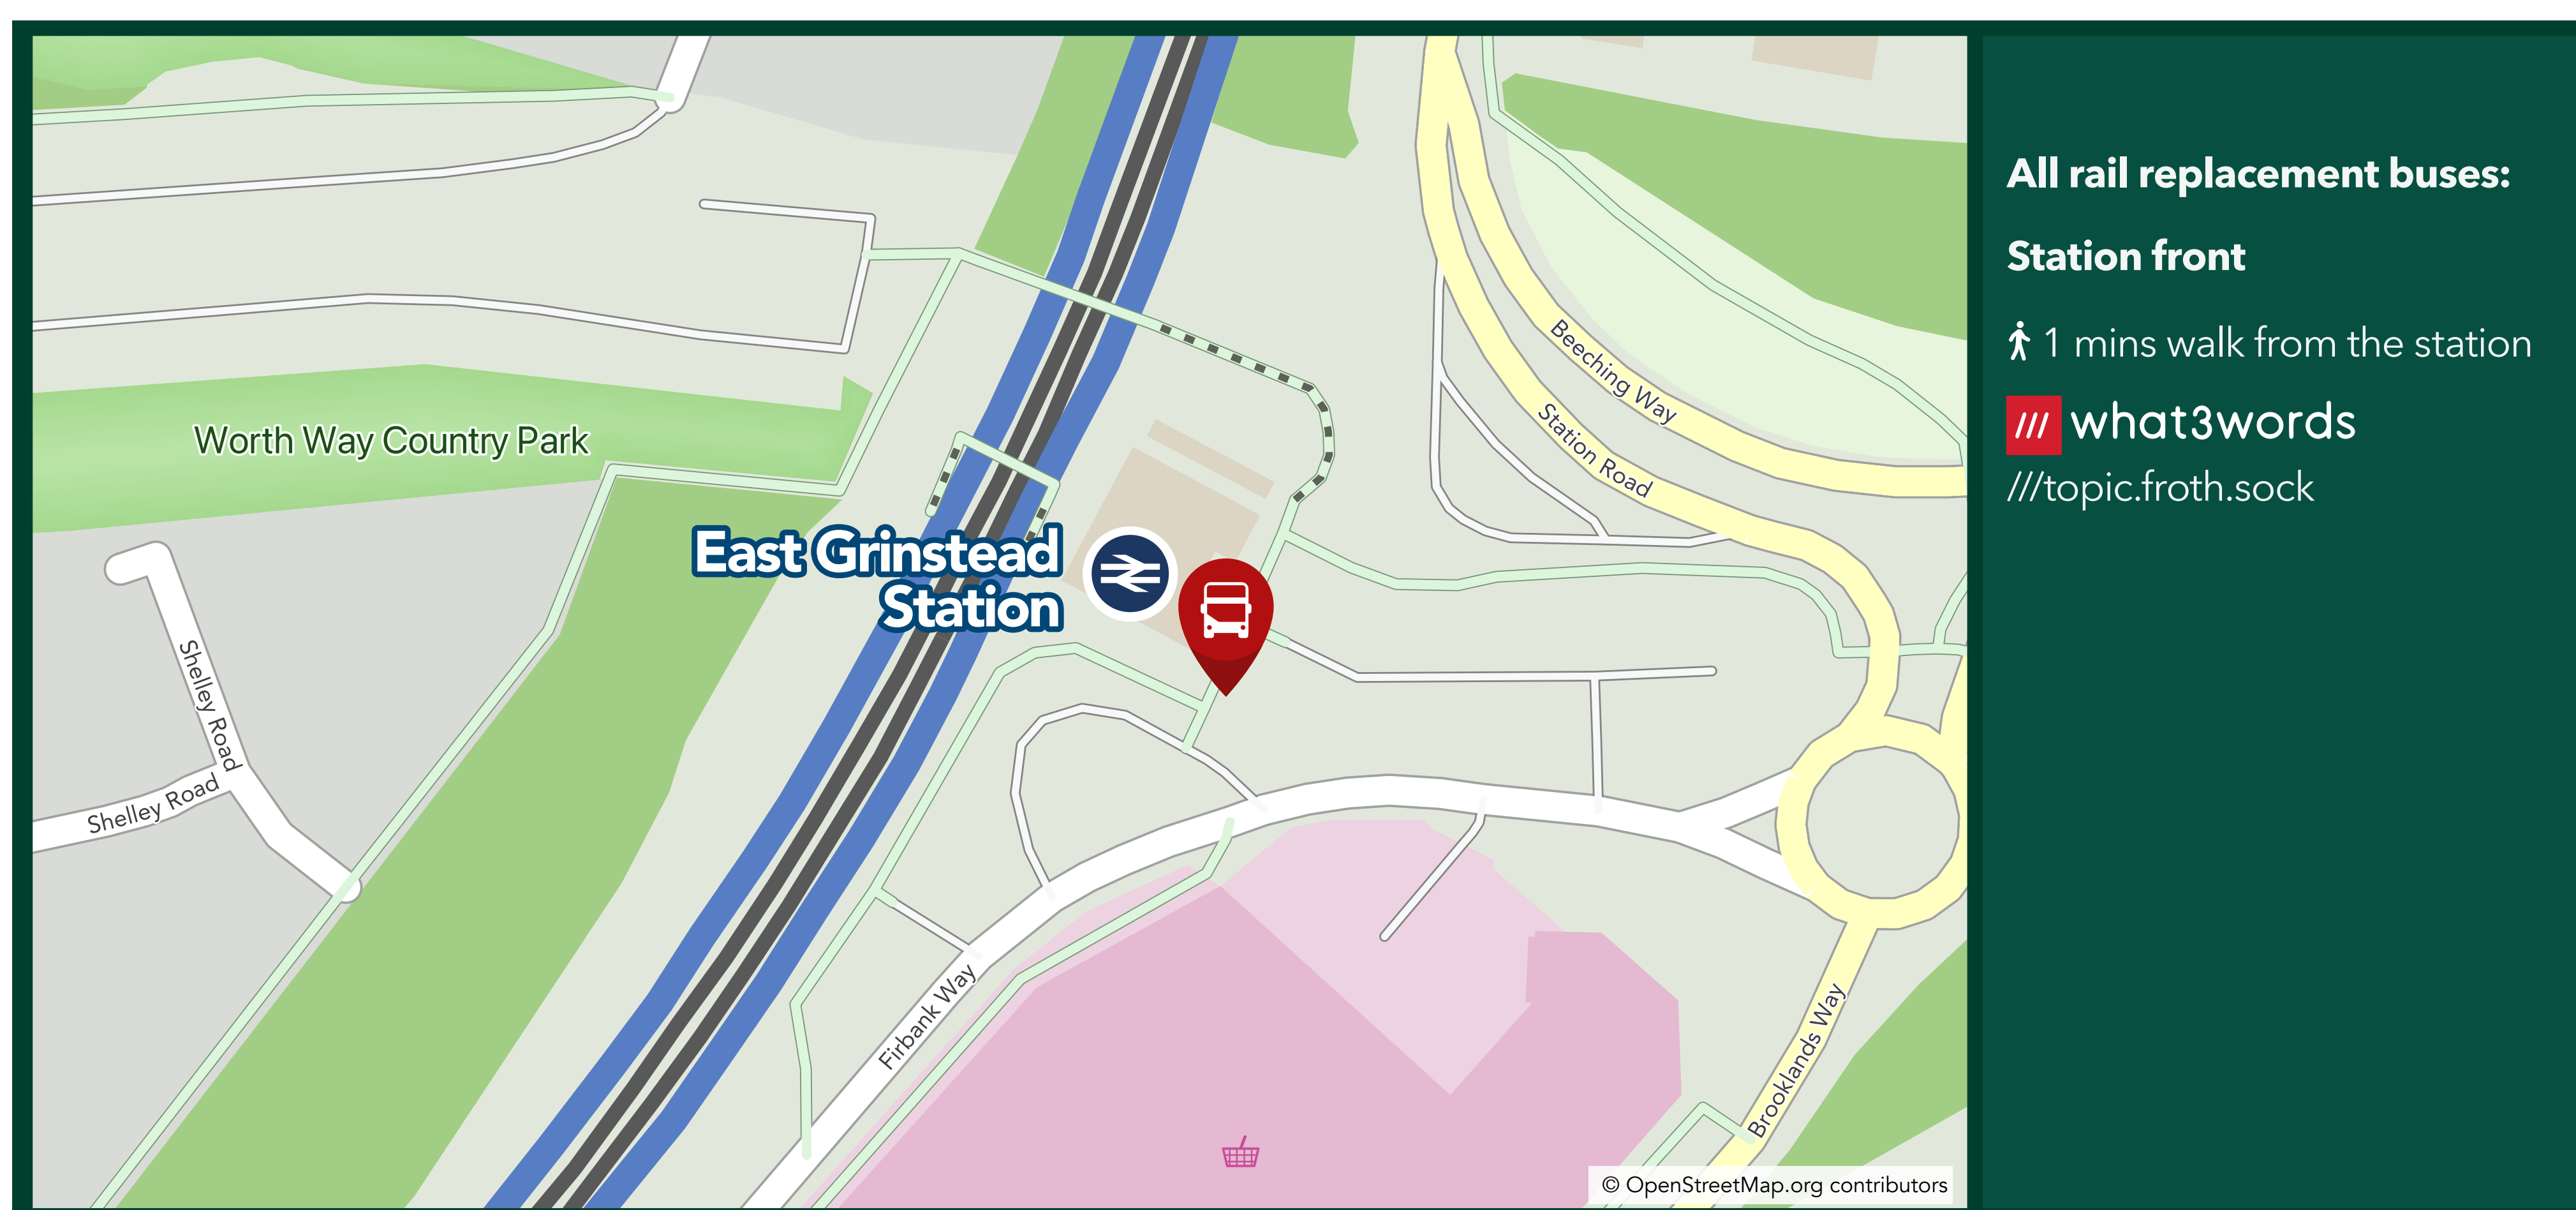 Beeching Way
Station Road
Worth Way Country Park
East Grinstead
Station
Shelley Road
Shelley Road
Firbank Way
Brooklands Way
© OpenStreetMap.org contributors
All rail replacement buses:
Station front
1 mins walk from the station
what3words
///topic.froth.sock